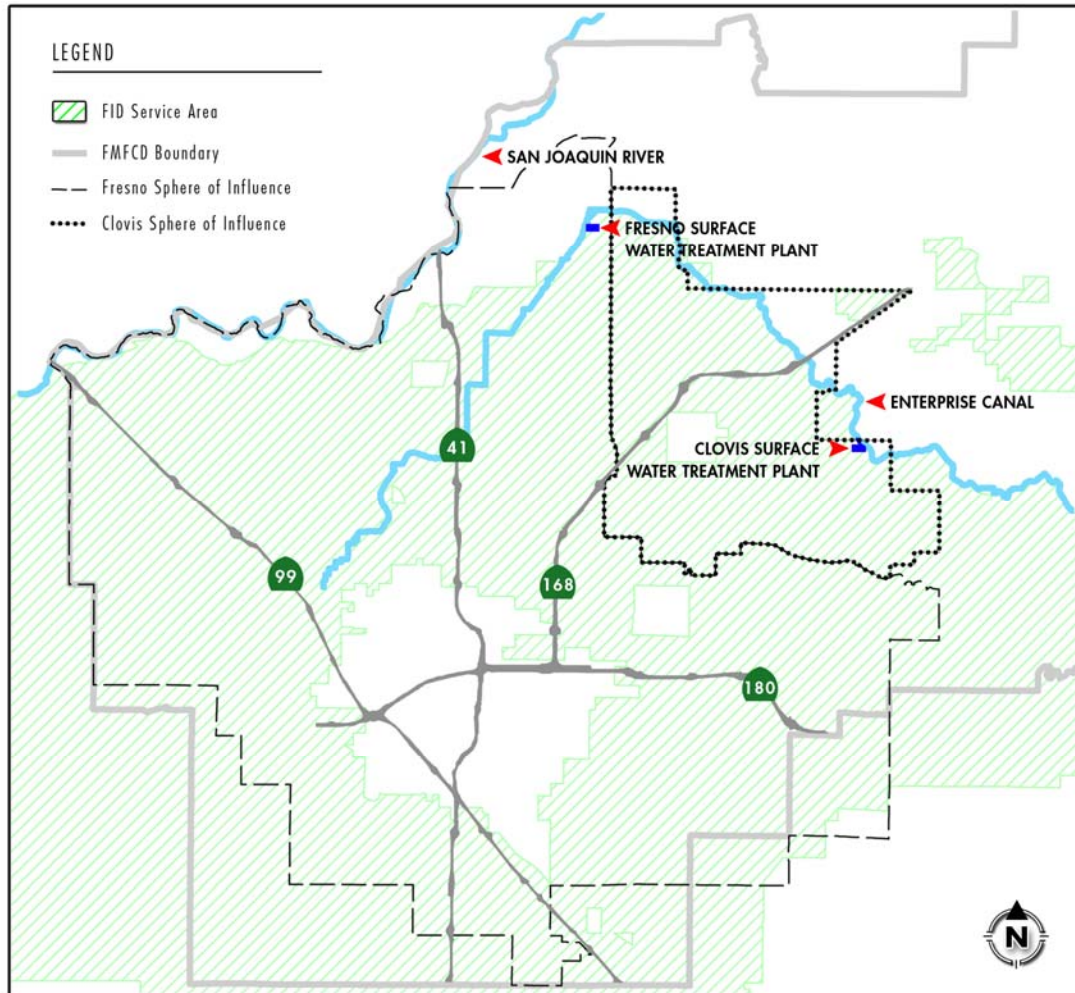 LEGEND
FID Service Area
FMFCD Boundary
Fresno Sphere of Influence
Clovis Sphere of Influence
SAN JOAQUIN RIVER
FRESNO SURFACE
WATER TREATMENT PLANT
ENTERPRISE CANAL
CLOVIS SURFACE
WATER TREATMENT PLANT
41
99
168
180
N